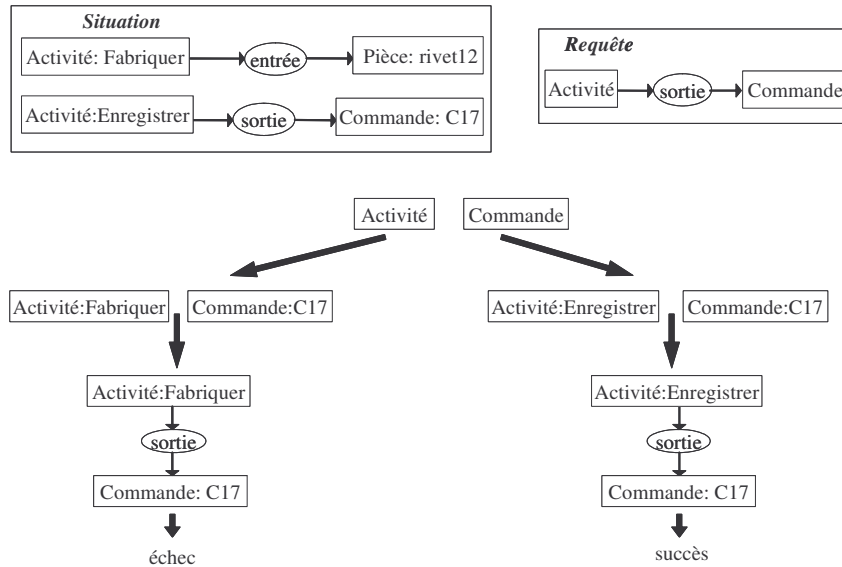 Situation
Activité: Fabriquer entrée Pièce: rivet12
Activité:Enregistrer sortie Commande: C17
Requête
Activité sortie Commande
Activité Commande
Activité:Fabriquer Commande:C17
Activité:Enregistrer Commande:C17
Activité:Fabriquer
sortie
Commande: C17
échec
Activité:Enregistrer
sortie
Commande: C17
succès